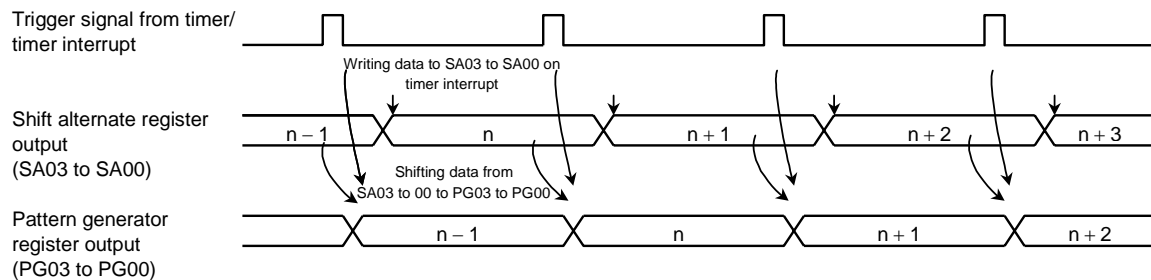 Trigger signal from timer/
timer interrupt
Writing data to SA03 to SA00 on
timer interrupt
Shift alternate register
output
(SA03 to SA00)
n − 1
n
n + 1
n + 2
n + 3
Shifting data from
SA03 to 00 to PG03 to PG00
Pattern generator
register output
(PG03 to PG00)
n − 1
n
n + 1
n + 2